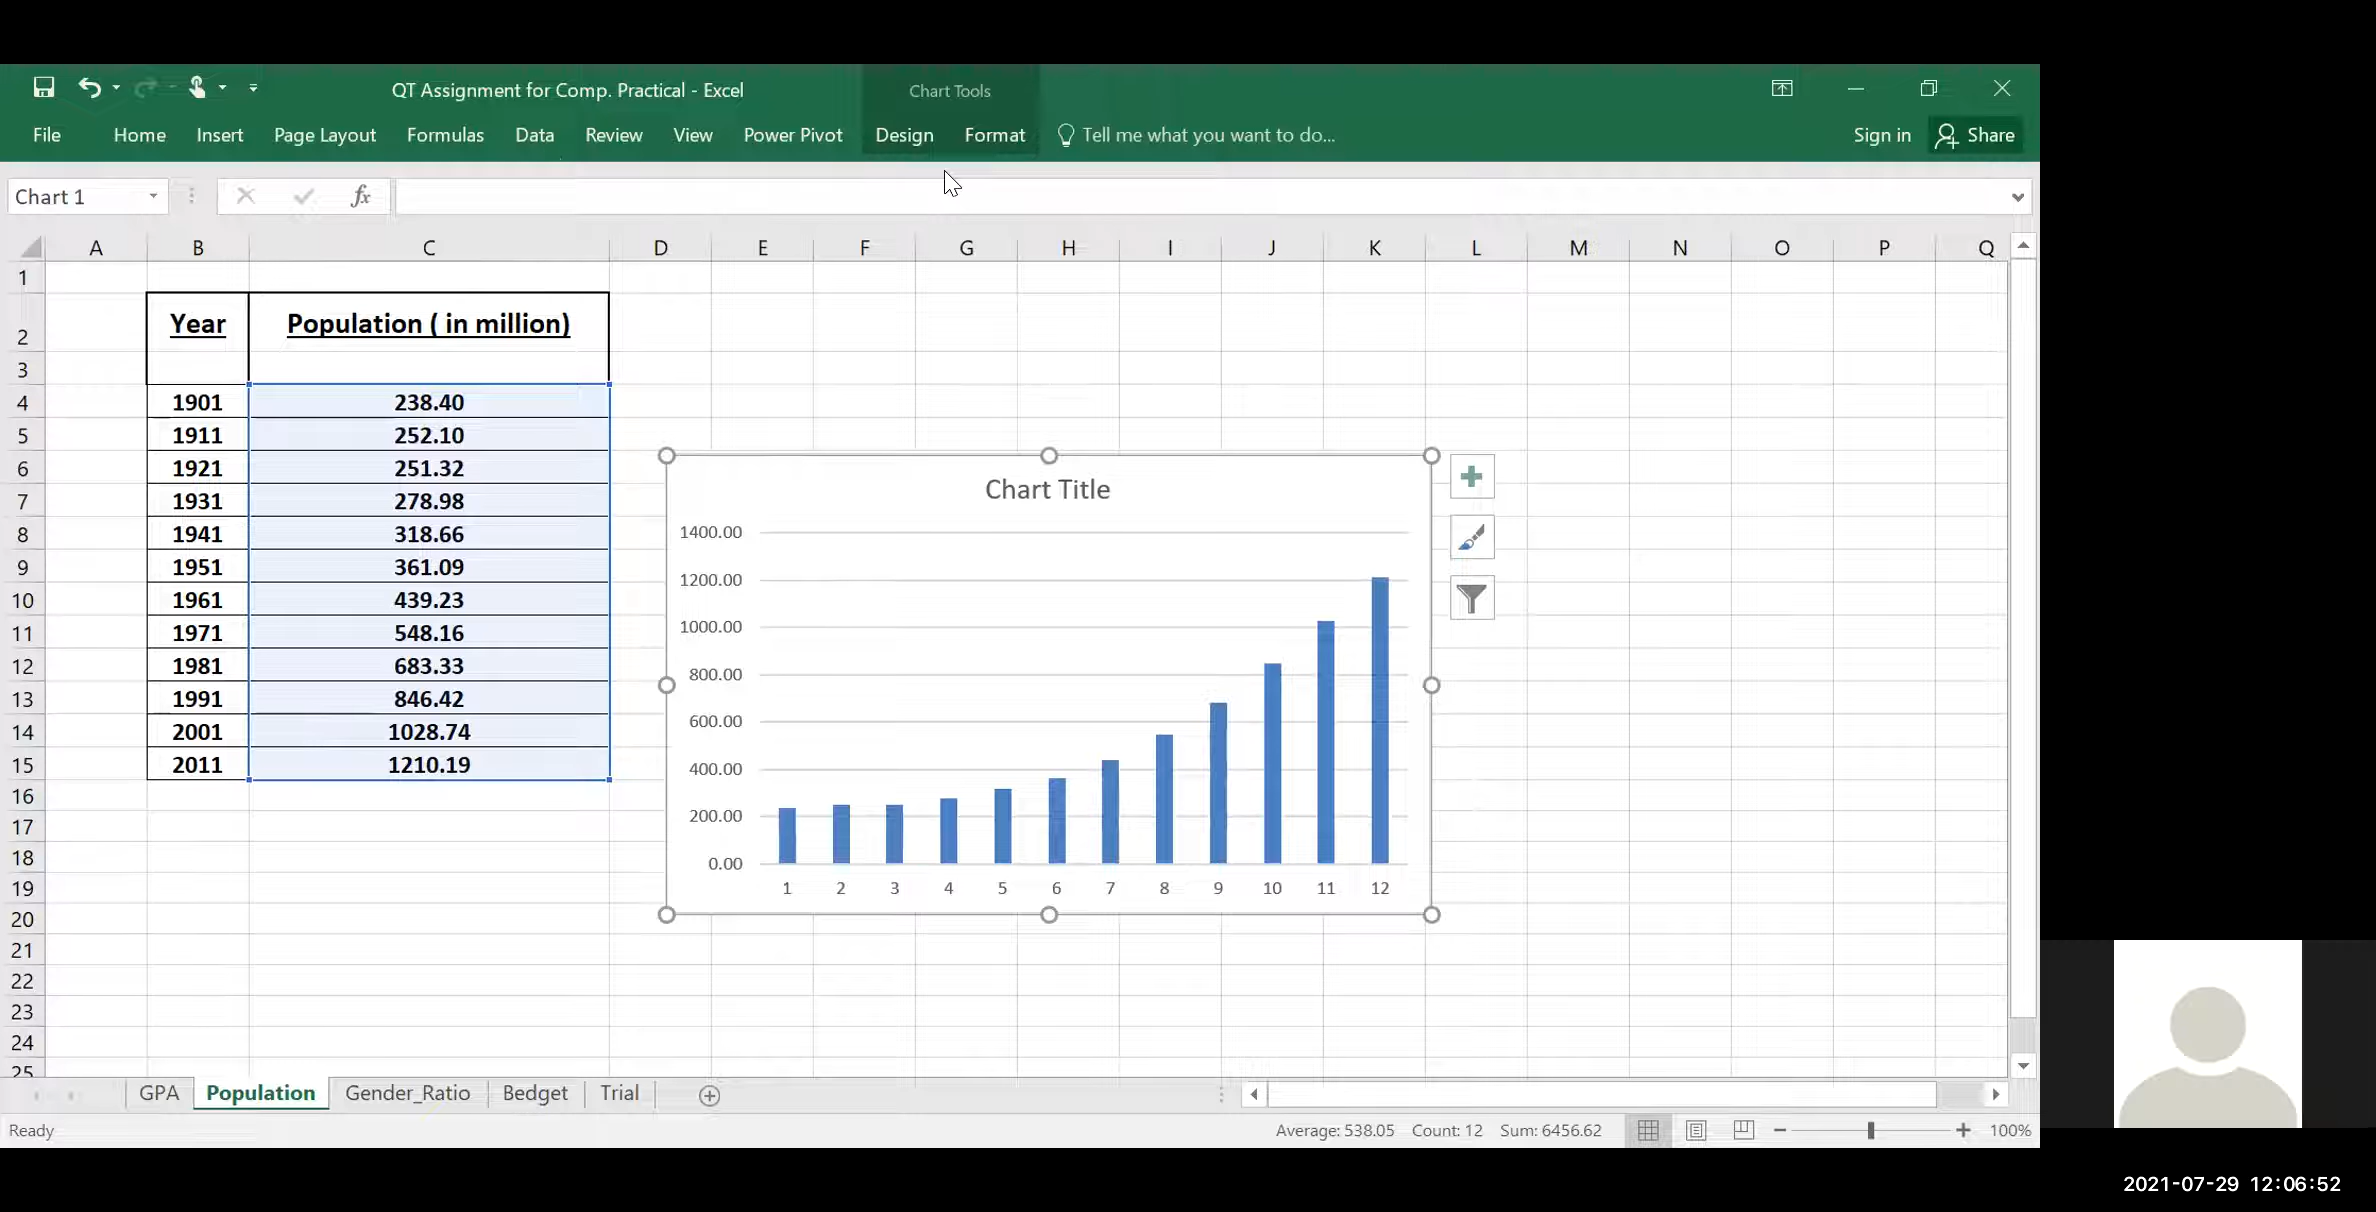 QT Assignment for Comp. Practical - Excel
Chart Tools
File Home Insert Page Layout Formulas Data Review View Power Pivot Design Format Tell me what you want to do... Sign in Share
Chart 1 fx
A B C D E F G H I J K L M N O P Q
1
2 Year Population ( in million)
3
4 1901 238.40
5 1911 252.10
6 1921 251.32
7 1931 278.98
8 1941 318.66
9 1951 361.09
10 1961 439.23
11 1971 548.16
12 1981 683.33
13 1991 846.42
14 2001 1028.74
15 2011 1210.19
16
17
18
19
20
21
22
23
24
25
Chart Title
1400.00
1200.00
1000.00
800.00
600.00
400.00
200.00
0.00
1 2 3 4 5 6 7 8 9 10 11 12
GPA Population Gender_Ratio Bedget Trial
Ready Average: 538.05 Count: 12 Sum: 6456.62 100%
2021-07-29 12:06:52